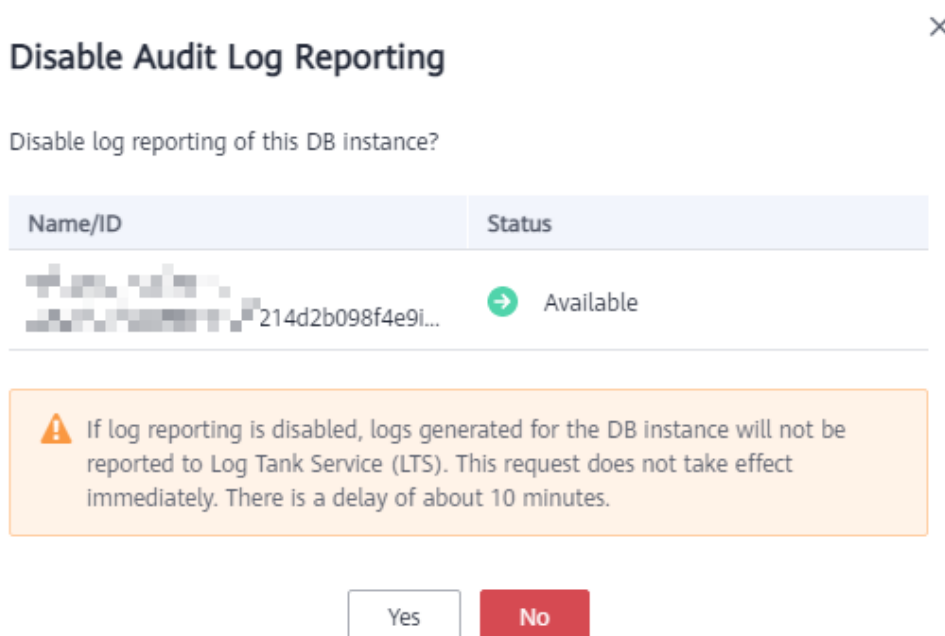 Disable Audit Log Reporting
Disable log reporting of this DB instance?
Name/ID Status
214d2b098f4e9i...
Available
If log reporting is disabled, logs generated for the DB instance will not be
reported to Log Tank Service (LTS). This request does not take effect
immediately. There is a delay of about 10 minutes.
Yes No